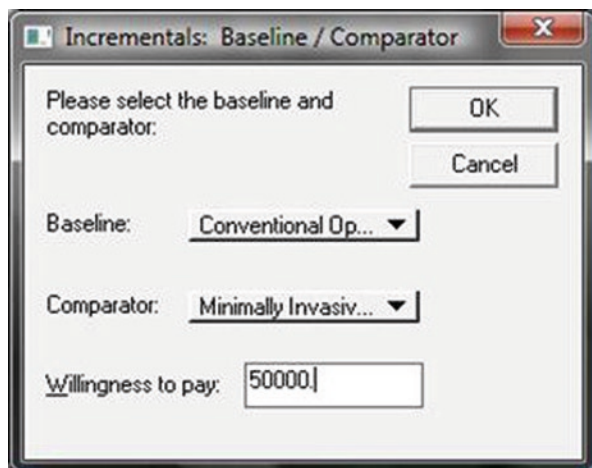 Incrementals: Baseline / Comparator
Please select the baseline and
comparator:
OK
Cancel
Baseline:
Conventional Op...
Comparator:
Minimally Invasiv...
Willingness to pay:
50000.